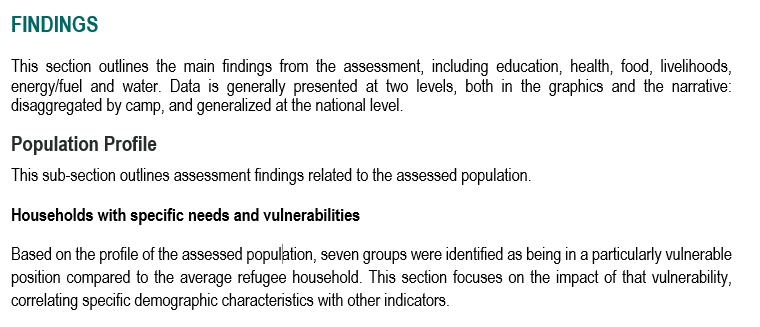 FINDINGS
This section outlines the main findings from the assessment, including education, health, food, livelihoods,
energy/fuel and water. Data is generally presented at two levels, both in the graphics and the narrative:
disaggregated by camp, and generalized at the national level.
Population Profile
This sub-section outlines assessment findings related to the assessed population.
Households with specific needs and vulnerabilities
Based on the profile of the assessed population, seven groups were identified as being in a particularly vulnerable
position compared to the average refugee household. This section focuses on the impact of that vulnerability,
correlating specific demographic characteristics with other indicators.